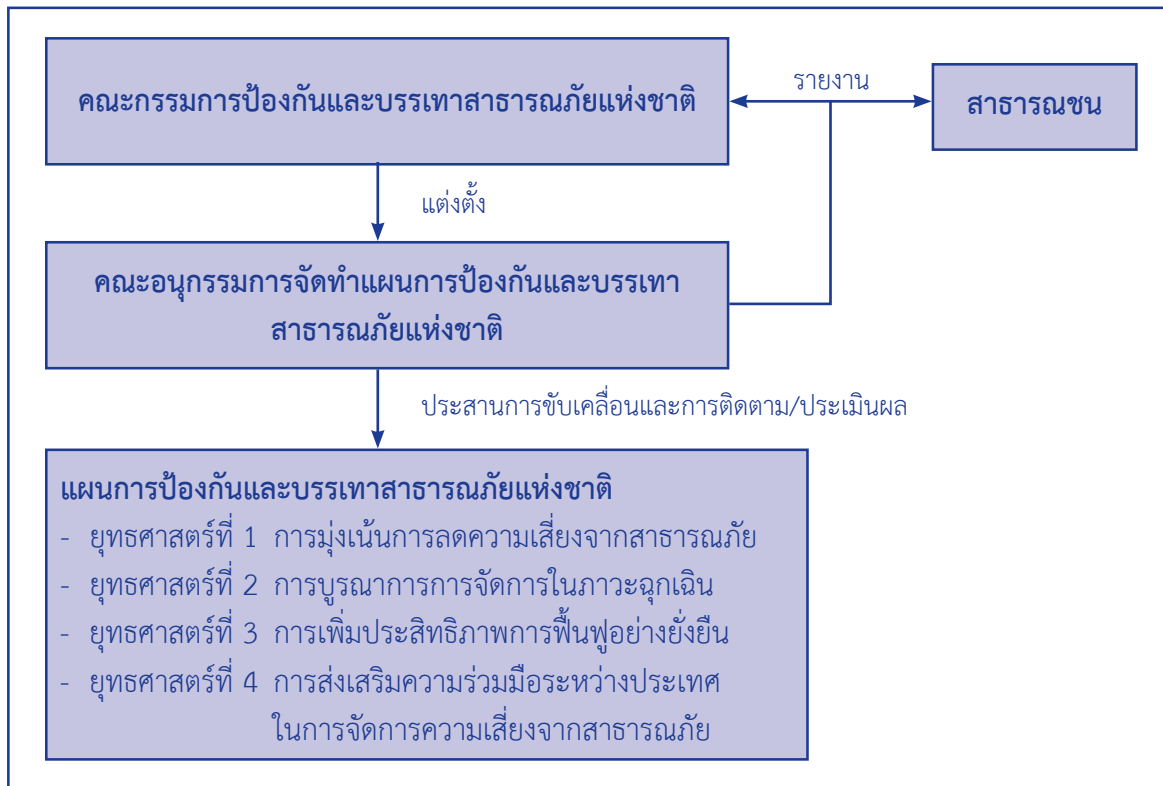 คณะกรรมการป้องกันและบรรเทาสาธารณภัยแห่งชาติ
รายงาน
สาธารณชน
แต่งตั้ง
คณะอนุกรรมการจัดทำแผนการป้องกันและบรรเทา
สาธารณภัยแห่งชาติ
ประสานการขับเคลื่อนและการติดตาม/ประเมินผล
แผนการป้องกันและบรรเทาสาธารณภัยแห่งชาติ
- ยุทธศาสตร์ที่ 1 การมุ่งเน้นการลดความเสี่ยงจากสาธารณภัย
- ยุทธศาสตร์ที่ 2 การบูรณาการการจัดการในภาวะฉุกเฉิน
- ยุทธศาสตร์ที่ 3 การเพิ่มประสิทธิภาพการฟื้นฟูอย่างยั่งยืน
- ยุทธศาสตร์ที่ 4 การส่งเสริมความร่วมมือระหว่างประเทศ
ในการจัดการความเสี่ยงจากสาธารณภัย